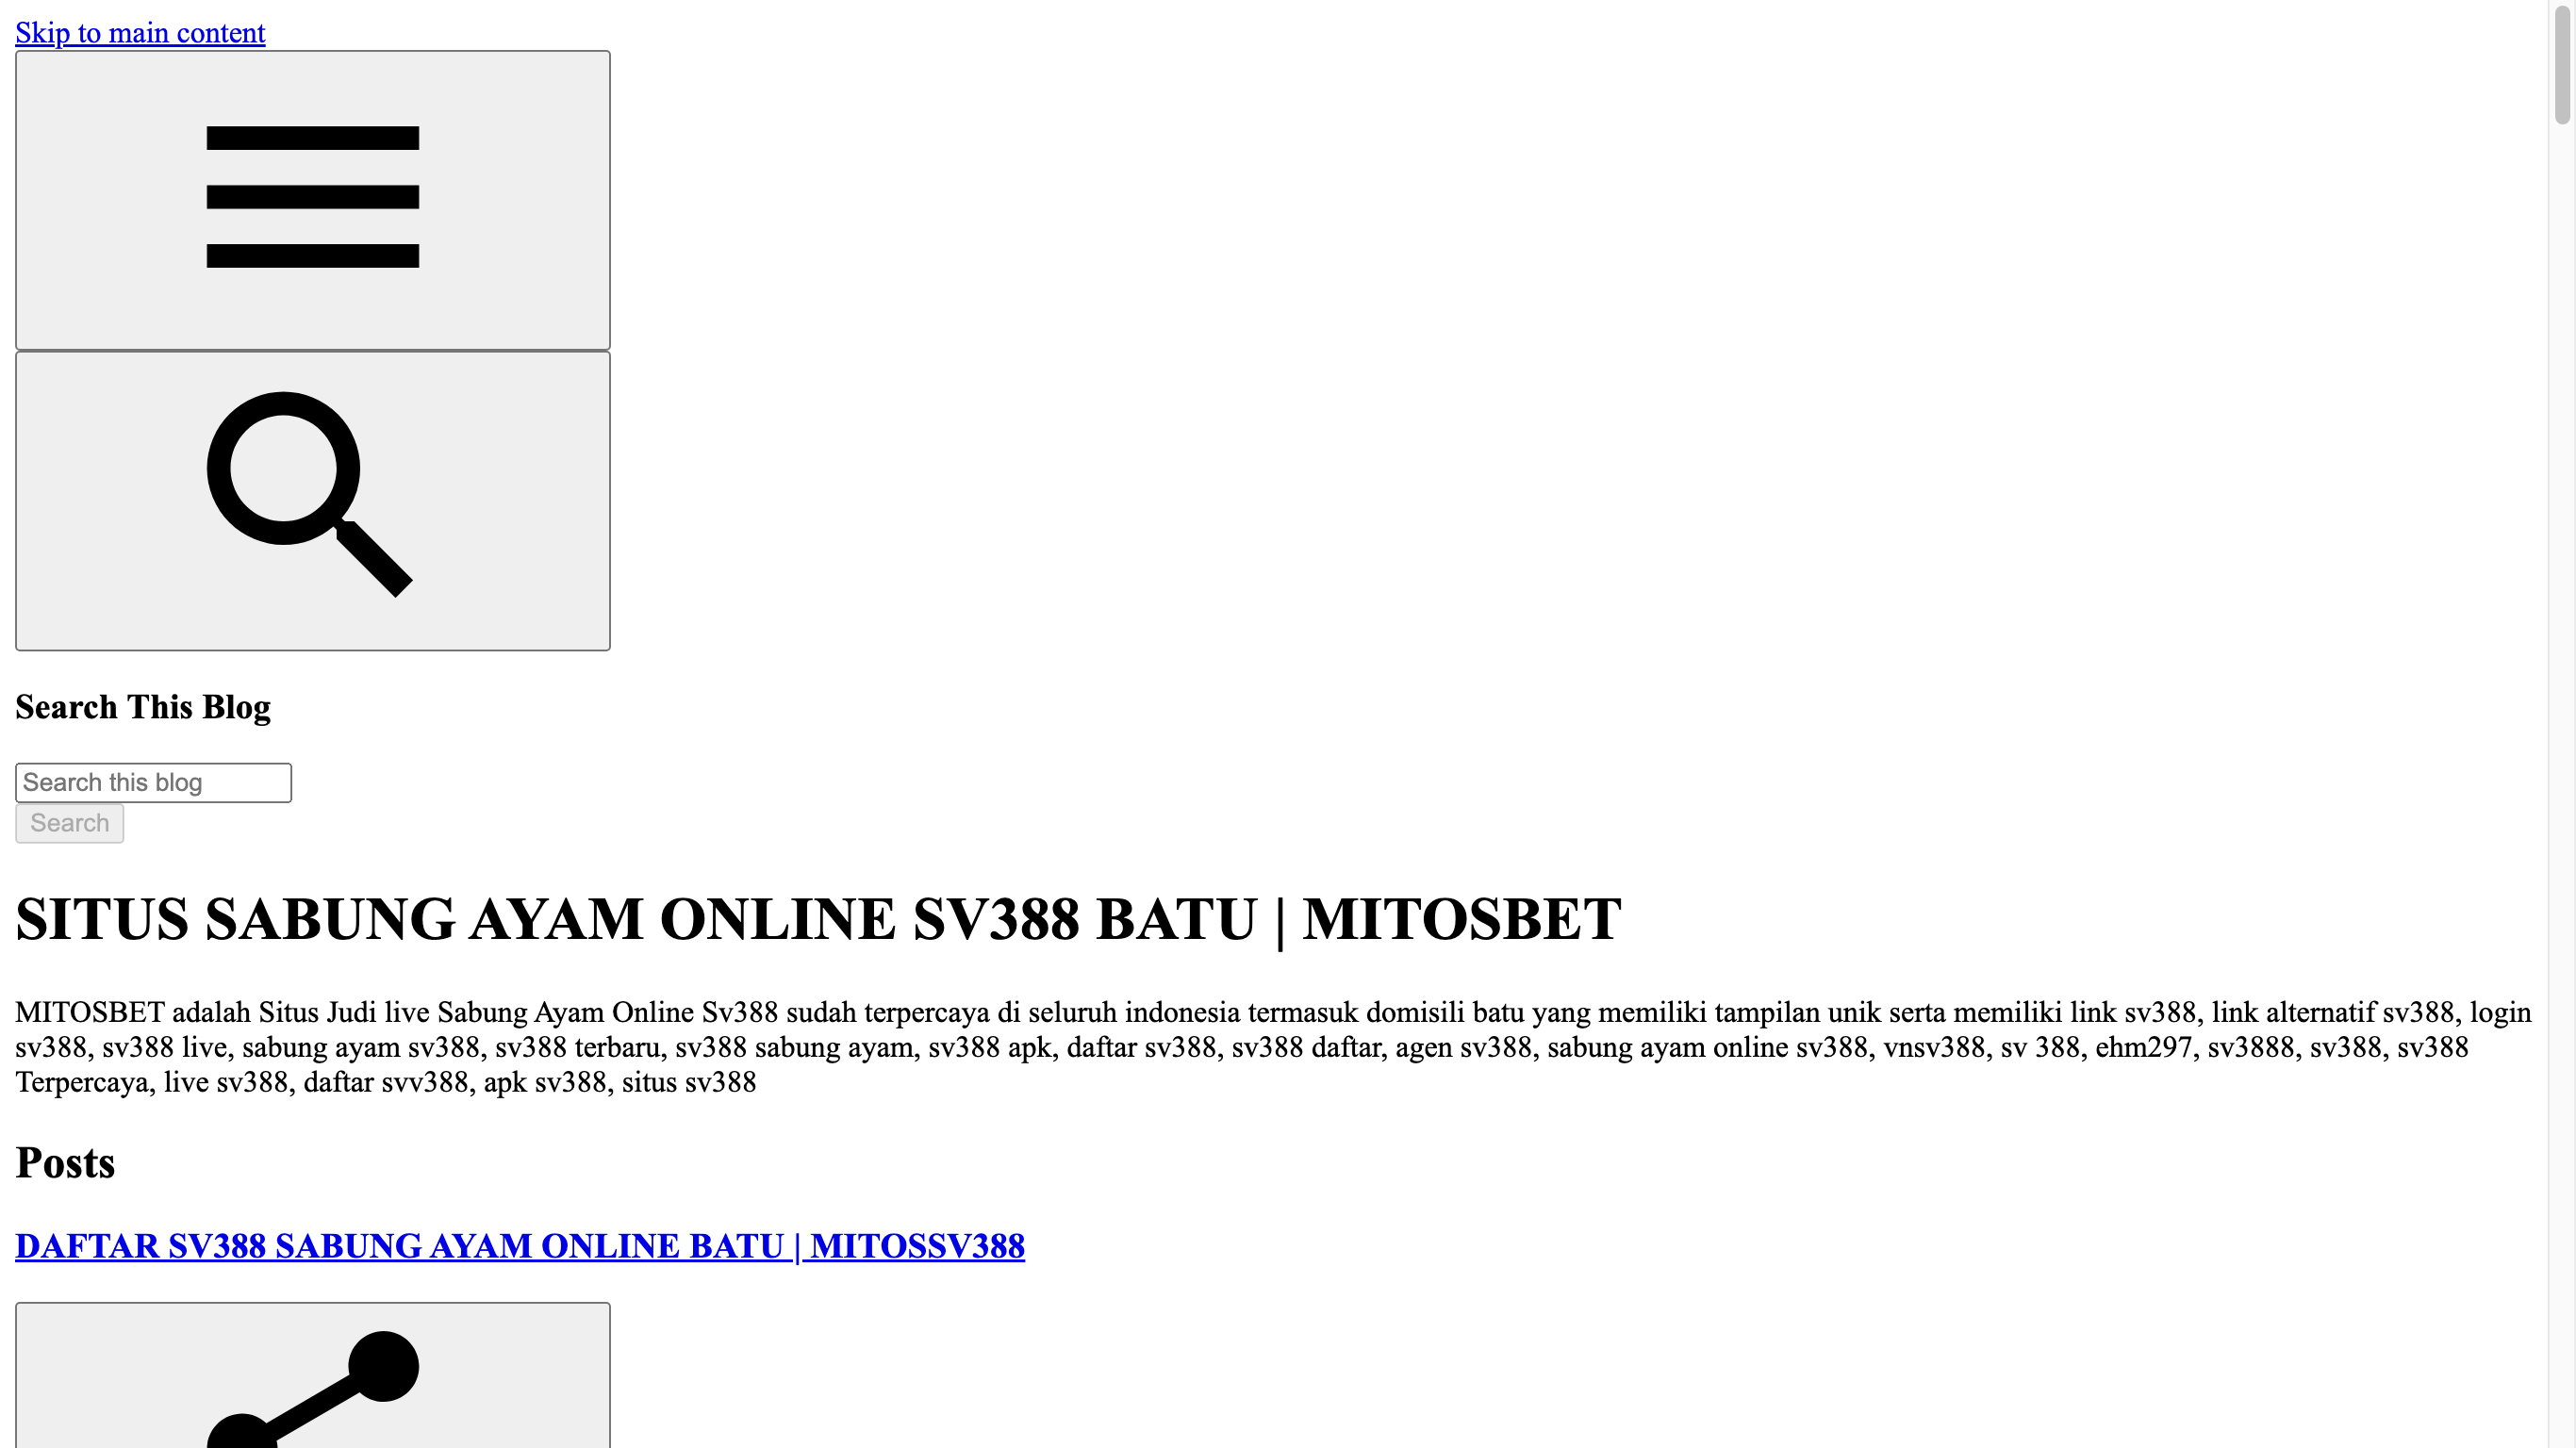 Skip to main content
Search This Blog
Search this blog
Search
SITUS SABUNG AYAM ONLINE SV388 BATU | MITOSBET
MITOSBET adalah Situs Judi live Sabung Ayam Online Sv388 sudah terpercaya di seluruh indonesia termasuk domisili batu yang memiliki tampilan unik serta memiliki link sv388, link alternatif sv388, login
sv388, sv388 live, sabung ayam sv388, sv388 terbaru, sv388 sabung ayam, sv388 apk, daftar sv388, sv388 daftar, agen sv388, sabung ayam online sv388, vnsv388, sv 388, ehm297, sv3888, sv388, sv388
Terpercaya, live sv388, daftar svv388, apk sv388, situs sv388
Posts
DAFTAR SV388 SABUNG AYAM ONLINE BATU | MITOSSV388